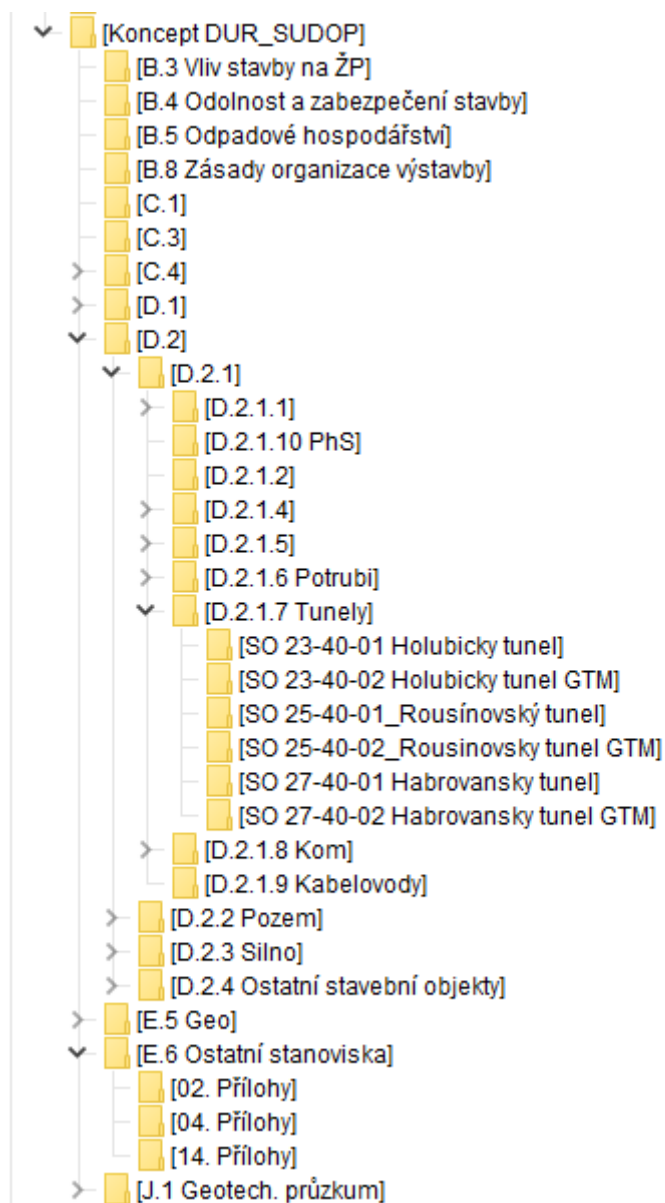 [Koncept DUR_SUDOP]
[B.3 Vliv stavby na ŽP]
[B.4 Odolnost a zabezpečení stavby]
[B.5 Odpadové hospodářství]
[B.8 Zásady organizace výstavby]
[C.1]
[C.3]
[C.4]
[D.1]
[D.2]
[D.2.1]
[D.2.1.1]
[D.2.1.10 PhS]
[D.2.1.2]
[D.2.1.4]
[D.2.1.5]
[D.2.1.6 Potrubi]
[D.2.1.7 Tunely]
[SO 23-40-01 Holubicky tunel]
[SO 23-40-02 Holubicky tunel GTM]
[SO 25-40-01_Rousínovský tunel]
[SO 25-40-02_Rousinovsky tunel GTM]
[SO 27-40-01 Habrovansky tunel]
[SO 27-40-02 Habrovansky tunel GTM]
[D.2.1.8 Kom]
[D.2.1.9 Kabelovody]
[D.2.2 Pozem]
[D.2.3 Silno]
[D.2.4 Ostatní stavební objekty]
[E.5 Geo]
[E.6 Ostatní stanoviska]
[02. Přílohy]
[04. Přílohy]
[14. Přílohy]
[J.1 Geotech. průzkum]